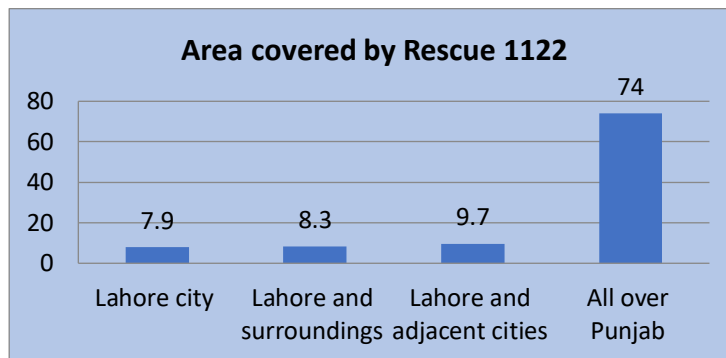 Area covered by Rescue 1122
80
60
40
20
0
7.9
8.3
9.7
74
Lahore city
Lahore and
surroundings
Lahore and
adjacent cities
All over
Punjab